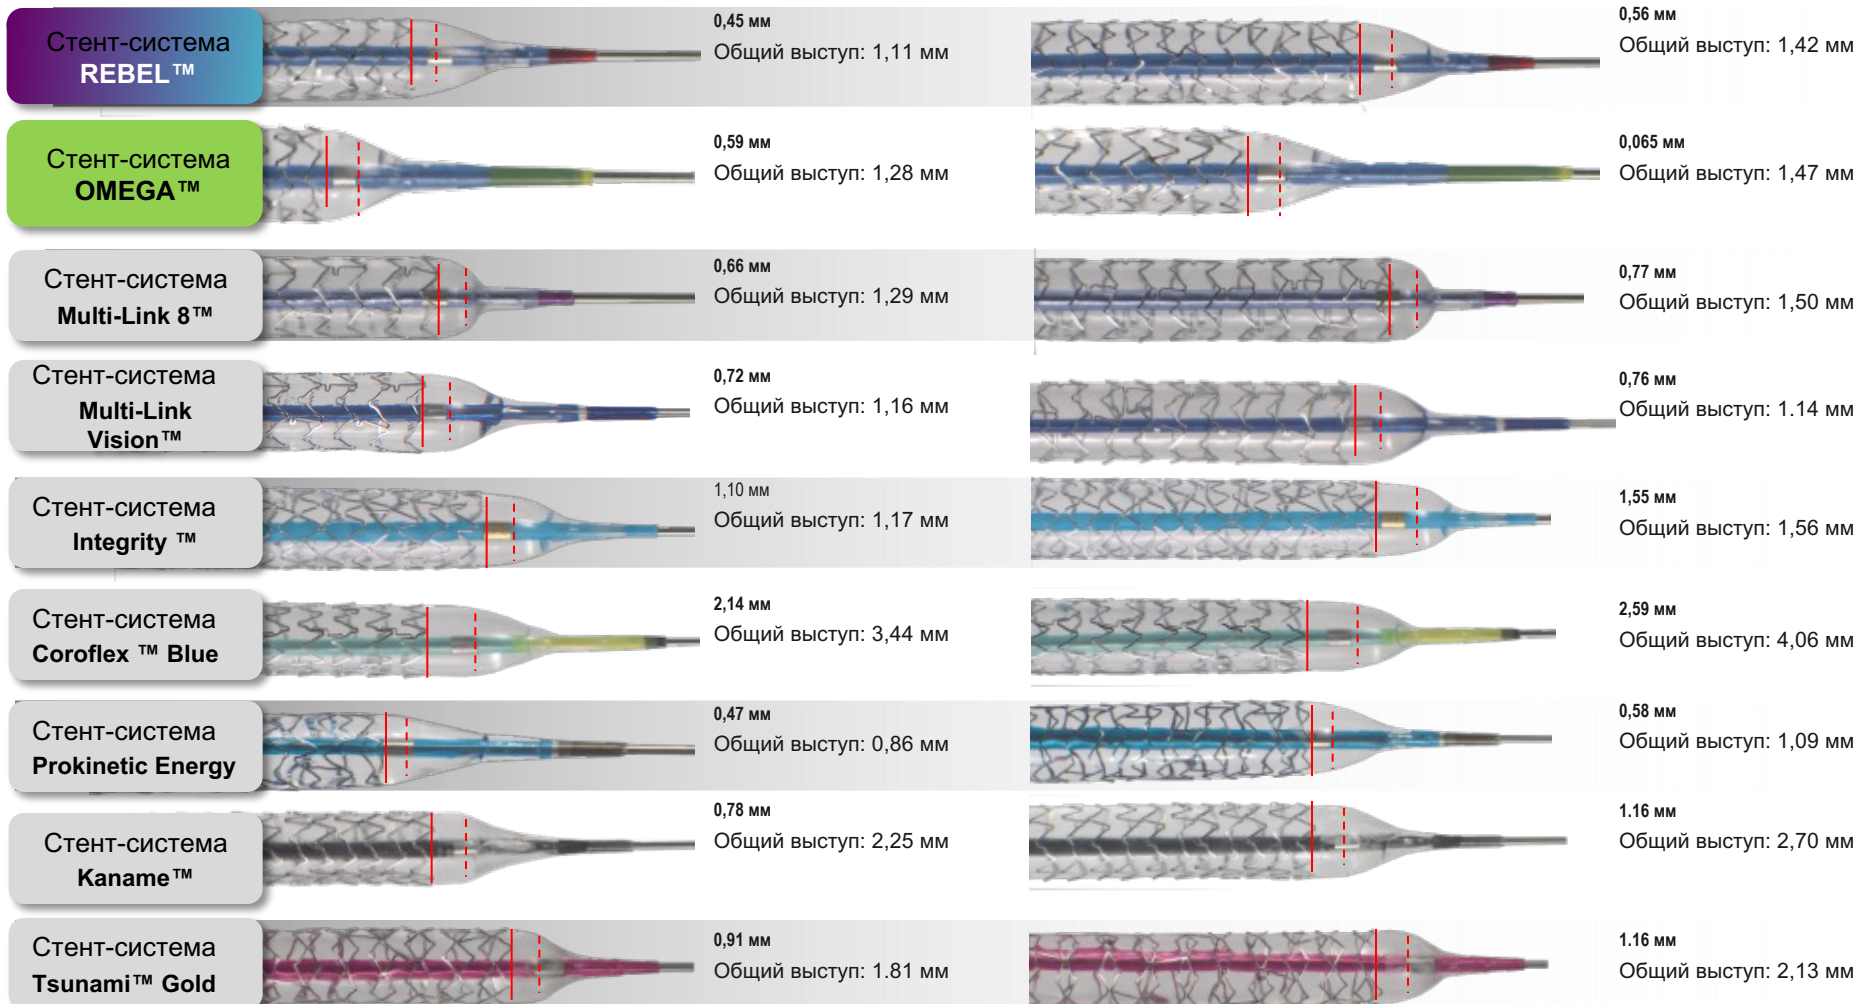 Стент-система
REBEL™
0,45 мм
Общий выступ: 1,11 мм
0,56 мм
Общий выступ: 1,42 мм
Стент-система
OMEGA™
0,59 мм
Общий выступ: 1,28 мм
0,065 мм
Общий выступ: 1,47 мм
Стент-система
Multi-Link 8™
0,66 мм
Общий выступ: 1,29 мм
0,77 мм
Общий выступ: 1,50 мм
Стент-система
Multi-Link
Vision™
0,72 мм
Общий выступ: 1,16 мм
0,76 мм
Общий выступ: 1.14 мм
Стент-система
Integrity ™
1,10 мм
Общий выступ: 1,17 мм
1,55 мм
Общий выступ: 1,56 мм
Стент-система
Coroflex ™ Blue
2,14 мм
Общий выступ: 3,44 мм
2,59 мм
Общий выступ: 4,06 мм
Стент-система
Prokinetic Energy
0,47 мм
Общий выступ: 0,86 мм
0,58 мм
Общий выступ: 1,09 мм
Стент-система
Kaname™
0,78 мм
Общий выступ: 2,25 мм
1.16 мм
Общий выступ: 2,70 мм
Стент-система
Tsunami™ Gold
0,91 мм
Общий выступ: 1.81 мм
1.16 мм
Общий выступ: 2,13 мм